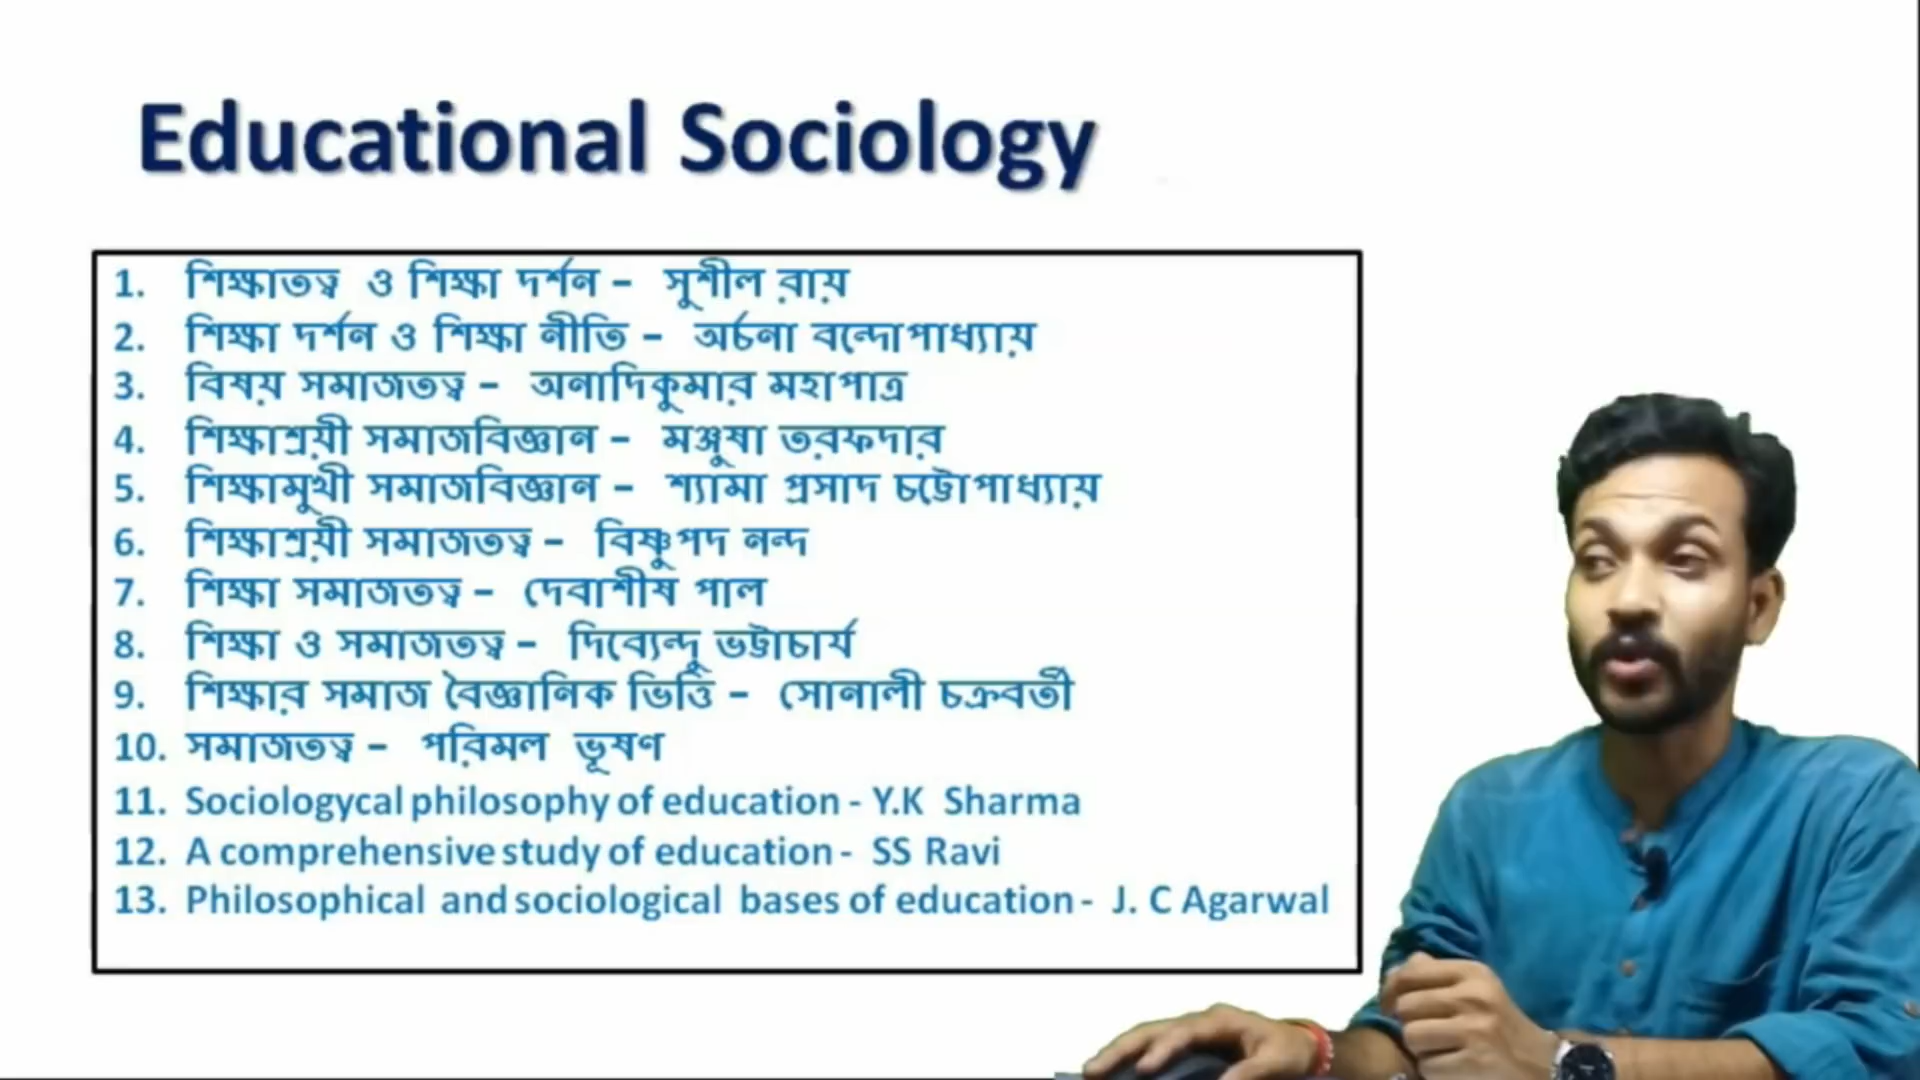 Educational Sociology
1. শিক্ষাতত্ত্ব ও শিক্ষা দর্শন – সুশীল রায়
2. শিক্ষা দর্শন ও শিক্ষা নীতি – অর্চনা বন্দোপাধ্যায়
3. বিষয় সমাজতত্ত্ব – অনাদিকুমার মহাপাত্র
4. শিক্ষাশ্রয়ী সমাজবিজ্ঞান – মঞ্জুষা তরফদার
5. শিক্ষামুখী সমাজবিজ্ঞান – শ্যামা প্রসাদ চট্টোপাধ্যায়
6. শিক্ষাশ্রয়ী সমাজতত্ত্ব – বিষ্ণুপদ নন্দ
7. শিক্ষা সমাজতত্ত্ব – দেবাশীষ পাল
8. শিক্ষা ও সমাজতত্ত্ব – দিব্যেন্দু ভট্টাচার্য
9. শিক্ষার সমাজ বৈজ্ঞানিক ভিত্তি – সোনালী চক্রবর্তী
10. সমাজতত্ত্ব – পরিমল ভূষণ
11. Sociologycal philosophy of education - Y.K Sharma
12. A comprehensive study of education - SS Ravi
13. Philosophical and sociological bases of education - J. C Agarwal